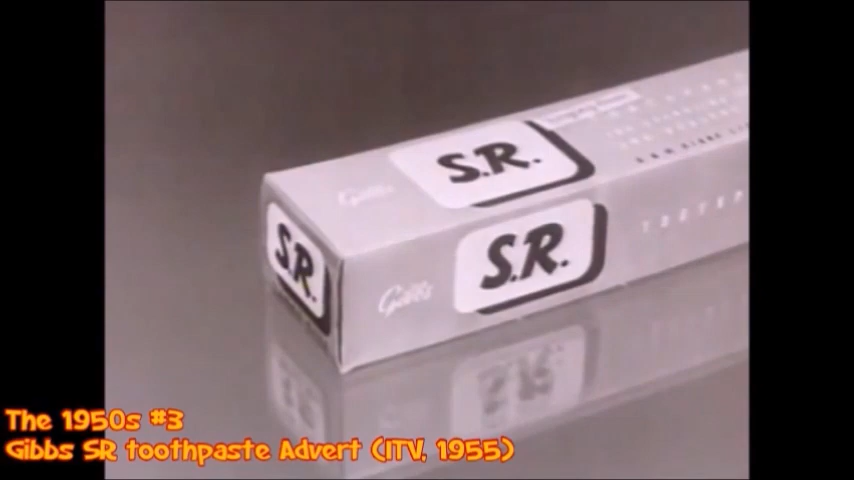 S.R.
Gibbs
S.R.
Gibbs
S.R.
The 1950s #3
Gibbs SR toothpaste Advert (ITV, 1955)